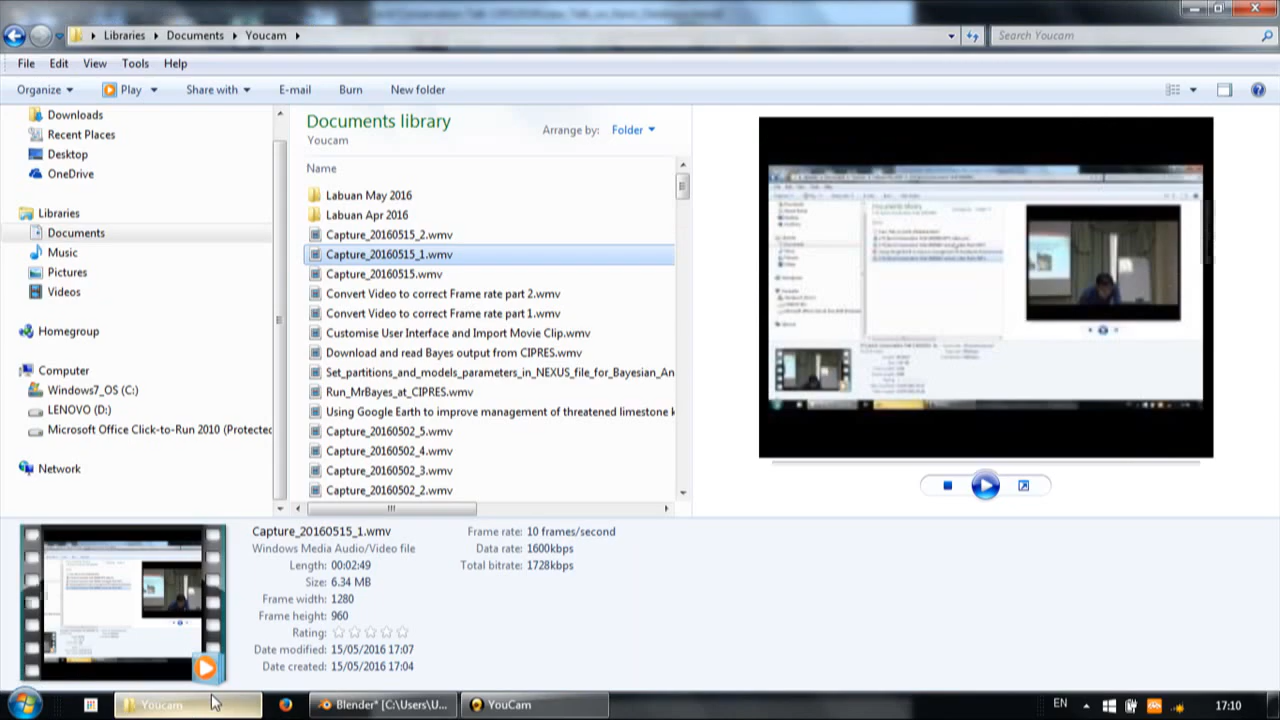 Libraries Documents Youcam Search Youcam
File Edit View Tools Help
Organize Play Share with E-mail Burn New folder
Downloads
Recent Places
Desktop
OneDrive
Libraries
Documents
Music
Pictures
Videos
Homegroup
Computer
Windows7_OS (C:)
LENOVO (D:)
Microsoft Office Click-to-Run 2010 (Protected
Network
Documents library
Youcam
Arrange by: Folder
Name
Labuan May 2016
Labuan Apr 2016
Capture_20160515_2.wmv
Capture_20160515_1.wmv
Capture_20160515.wmv
Convert Video to correct Frame rate part 2.wmv
Convert Video to correct Frame rate part 1.wmv
Customise User Interface and Import Movie Clip.wmv
Download and read Bayes output from CIPRES.wmv
Set_partitions_and_models_parameters_in_NEXUS_file_for_Bayesian_An
Run_MrBayes_at_CIPRES.wmv
Using Google Earth to improve management of threatened limestone k
Capture_20160502_5.wmv
Capture_20160502_4.wmv
Capture_20160502_3.wmv
Capture_20160502_2.wmv
Capture_20160515_1.wmv
Windows Media Audio/Video file
Length: 00:02:49
Size: 6.34 MB
Frame width: 1280
Frame height: 960
Rating:
Date modified: 15/05/2016 17:07
Date created: 15/05/2016 17:04
Frame rate: 10 frames/second
Data rate: 1600kbps
Total bitrate: 1728kbps
Youcam Blender* [C:\Users\U... YouCam EN 17:10